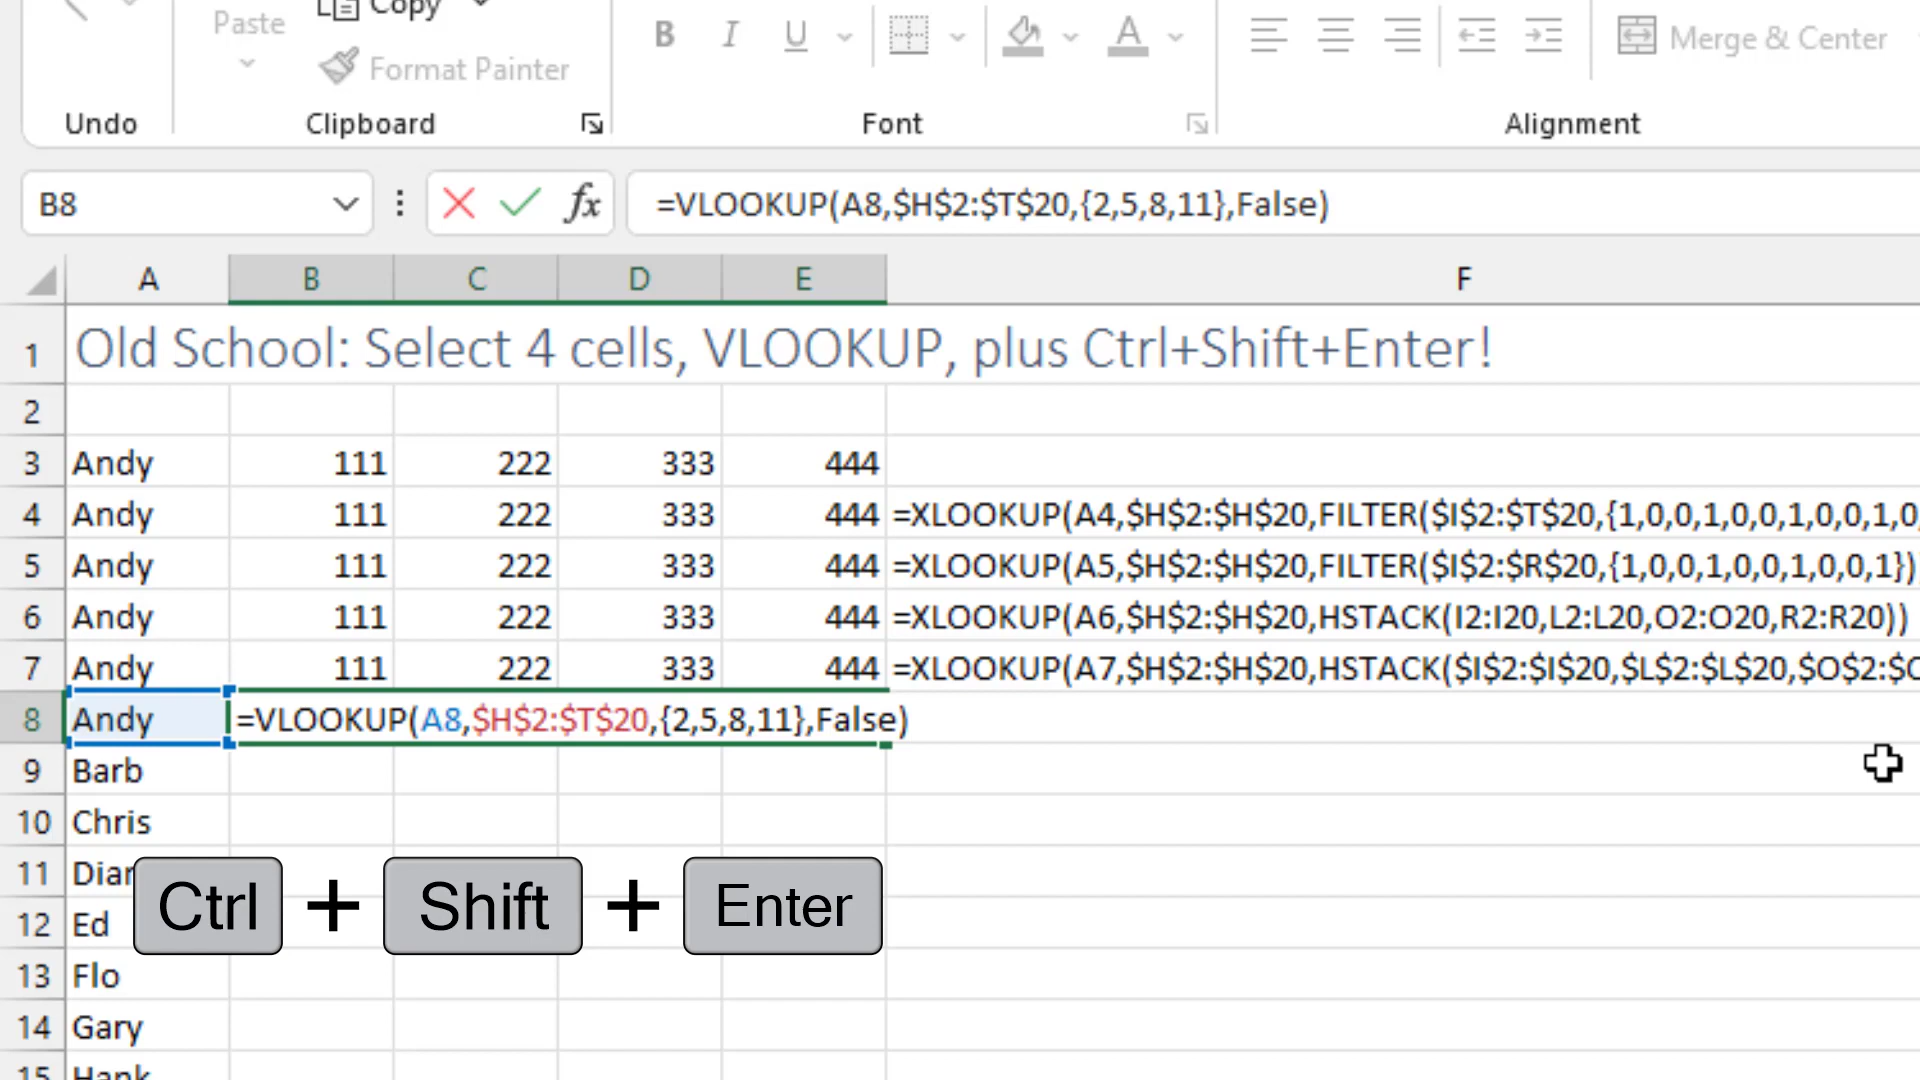 Paste
Copy
Format Painter
B I U
A
Merge & Center
Undo
Clipboard
Font
Alignment
B8
fx
=VLOOKUP(A8,$H$2:$T$20,{2,5,8,11},False)
A B C D E F
1 Old School: Select 4 cells, VLOOKUP, plus Ctrl+Shift+Enter!
2
3 Andy 111 222 333 444
4 Andy 111 222 333 444 =XLOOKUP(A4,$H$2:$H$20,FILTER($I$2:$T$20,{1,0,0,1,0,0,1,0,0,1,0,
5 Andy 111 222 333 444 =XLOOKUP(A5,$H$2:$H$20,FILTER($I$2:$R$20,{1,0,0,1,0,0,1,0,0,1}))
6 Andy 111 222 333 444 =XLOOKUP(A6,$H$2:$H$20,HSTACK(I2:I20,L2:L20,O2:O20,R2:R20))
7 Andy 111 222 333 444 =XLOOKUP(A7,$H$2:$H$20,HSTACK($I$2:$I$20,$L$2:$L$20,$O$2:$O
8 Andy =VLOOKUP(A8,$H$2:$T$20,{2,5,8,11},False)
9 Barb
10 Chris
11 Dian
12 Ed
Ctrl + Shift + Enter
13 Flo
14 Gary
15 Hank